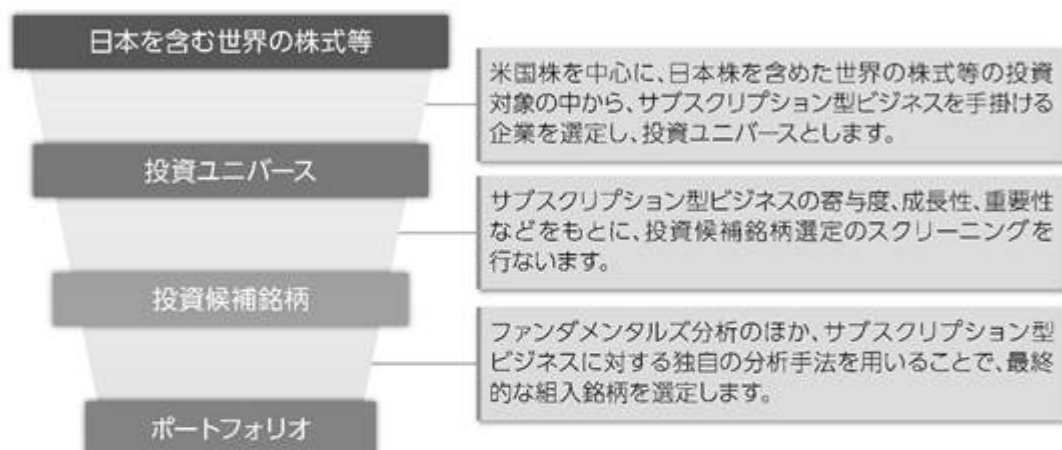 日本を含む世界の株式等
米国株を中心に、日本株を含めた世界の株式等の投資
対象の中から、サブスクリプション型ビジネスを手掛ける
企業を選定し、投資ユニバースとします。
投資ユニバース
サブスクリプション型ビジネスの寄与度、成長性、重要性
などをもとに、投資候補銘柄選定のスクリーニングを
行ないます。
投資候補銘柄
ファンダメンタルズ分析のほか、サブスクリプション型
ビジネスに対する独自の分析手法を用いることで、最終
的な組入銘柄を選定します。
ポートフォリオ